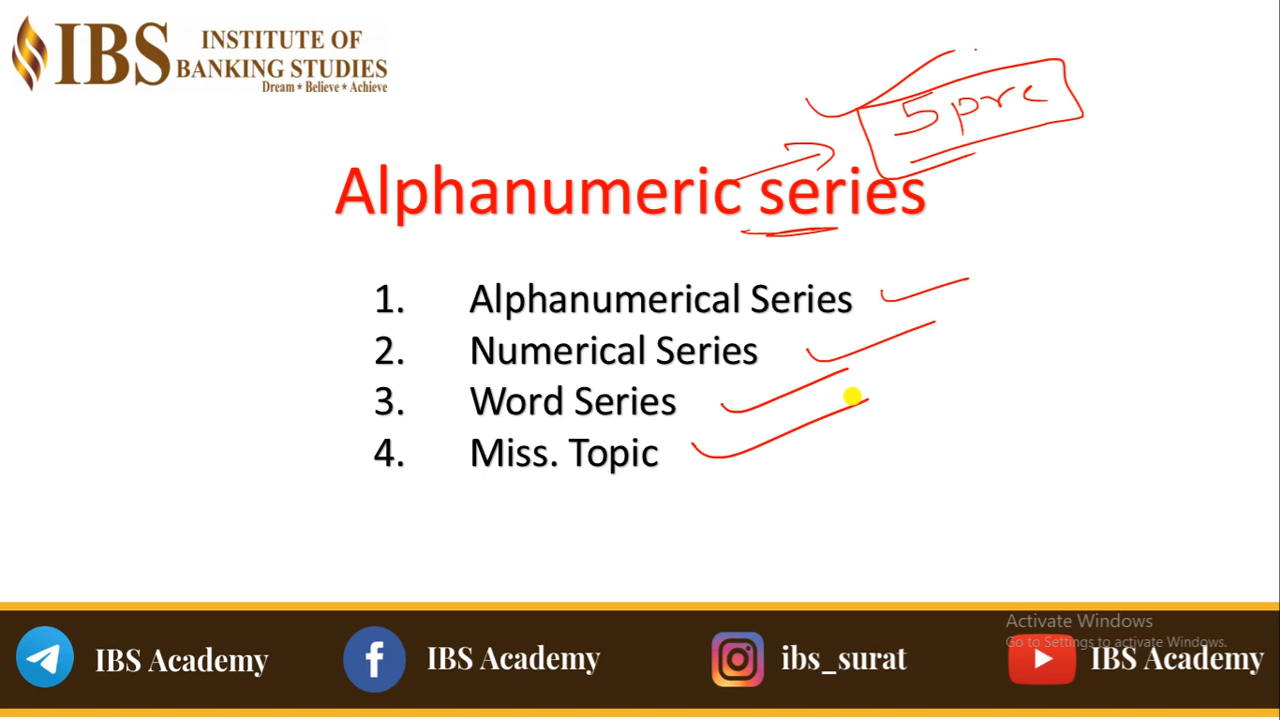 IBS INSTITUTE OF
BANKING STUDIES
Dream * Believe * Achieve
5 pre
Alphanumeric series
1. Alphanumerical Series
2. Numerical Series
3. Word Series
4. Miss. Topic
Activate Windows
Go to Settings to activate Windows.
IBS Academy
IBS Academy
ibs_surat
IBS Academy